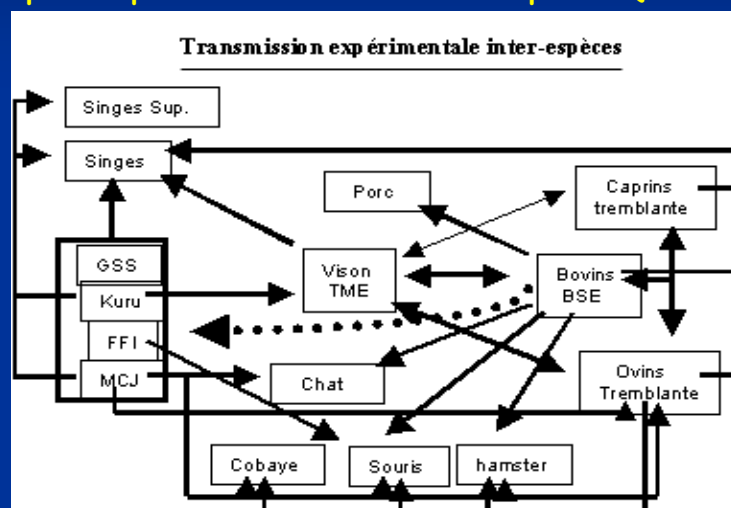 Transmission expérimentale inter-espèces
Singes Sup.
Singes
Porc
Caprins
tremblante
GSS
Kuru
FFI
MCJ
Vison
TME
Bovins
BSE
Chat
Ovins
Tremblante
Cobaye
Souris
hamster